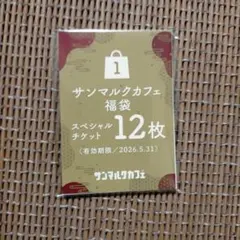 1
サンマルクカフェ
福袋
スペシャル
チケット 12枚
（有効期限／2026.5.31）
サンマルクカフェ